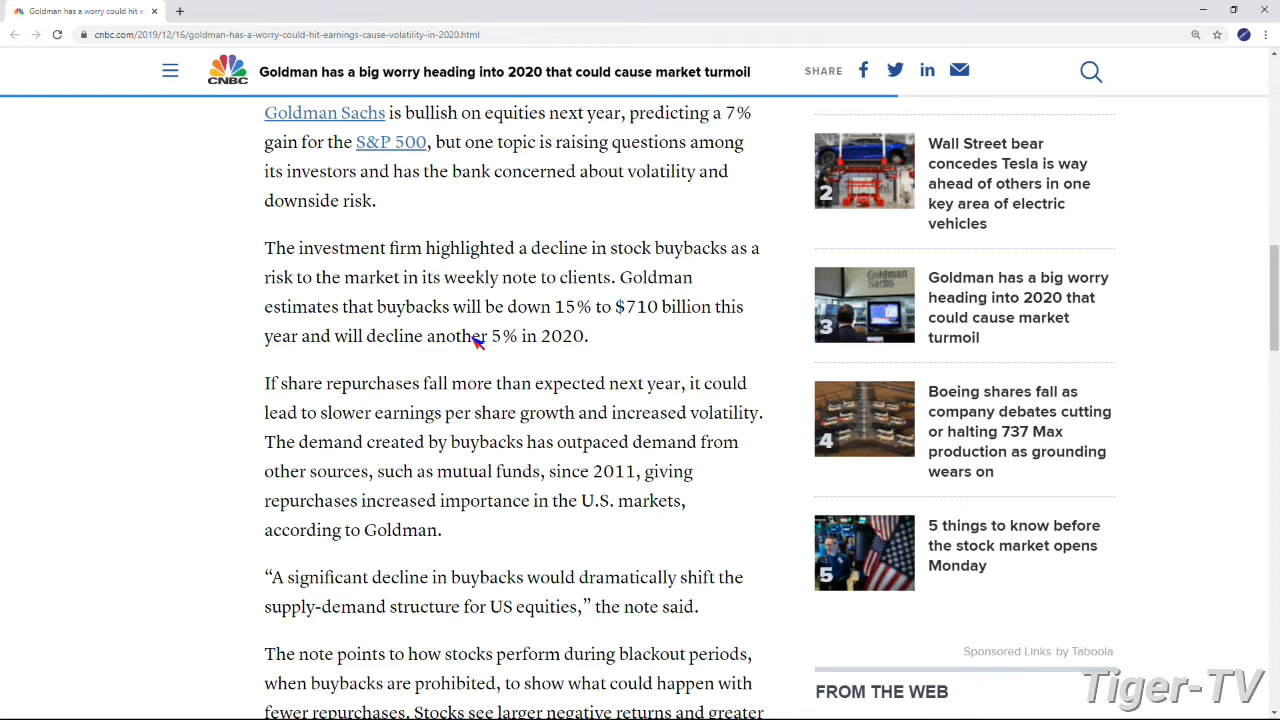 Goldman has a worry could hit e
cnbc.com/2019/12/16/goldman-has-a-worry-could-hit-earnings-cause-volatility-in-2020.html
CNBC
Goldman has a big worry heading into 2020 that could cause market turmoil
SHARE
Goldman Sachs is bullish on equities next year, predicting a 7%
gain for the S&P 500, but one topic is raising questions among
its investors and has the bank concerned about volatility and
downside risk.
The investment firm highlighted a decline in stock buybacks as a
risk to the market in its weekly note to clients. Goldman
estimates that buybacks will be down 15% to $710 billion this
year and will decline another 5% in 2020.
If share repurchases fall more than expected next year, it could
lead to slower earnings per share growth and increased volatility.
The demand created by buybacks has outpaced demand from
other sources, such as mutual funds, since 2011, giving
repurchases increased importance in the U.S. markets,
according to Goldman.
“A significant decline in buybacks would dramatically shift the
supply-demand structure for US equities,” the note said.
The note points to how stocks perform during blackout periods,
when buybacks are prohibited, to show what could happen with
fewer repurchases. Stocks see larger negative returns and greater
2
Wall Street bear
concedes Tesla is way
ahead of others in one
key area of electric
vehicles
Goldman
Sachs
3
Goldman has a big worry
heading into 2020 that
could cause market
turmoil
4
Boeing shares fall as
company debates cutting
or halting 737 Max
production as grounding
wears on
5
5 things to know before
the stock market opens
Monday
Sponsored Links by Taboola
FROM THE WEB
Tiger-TV